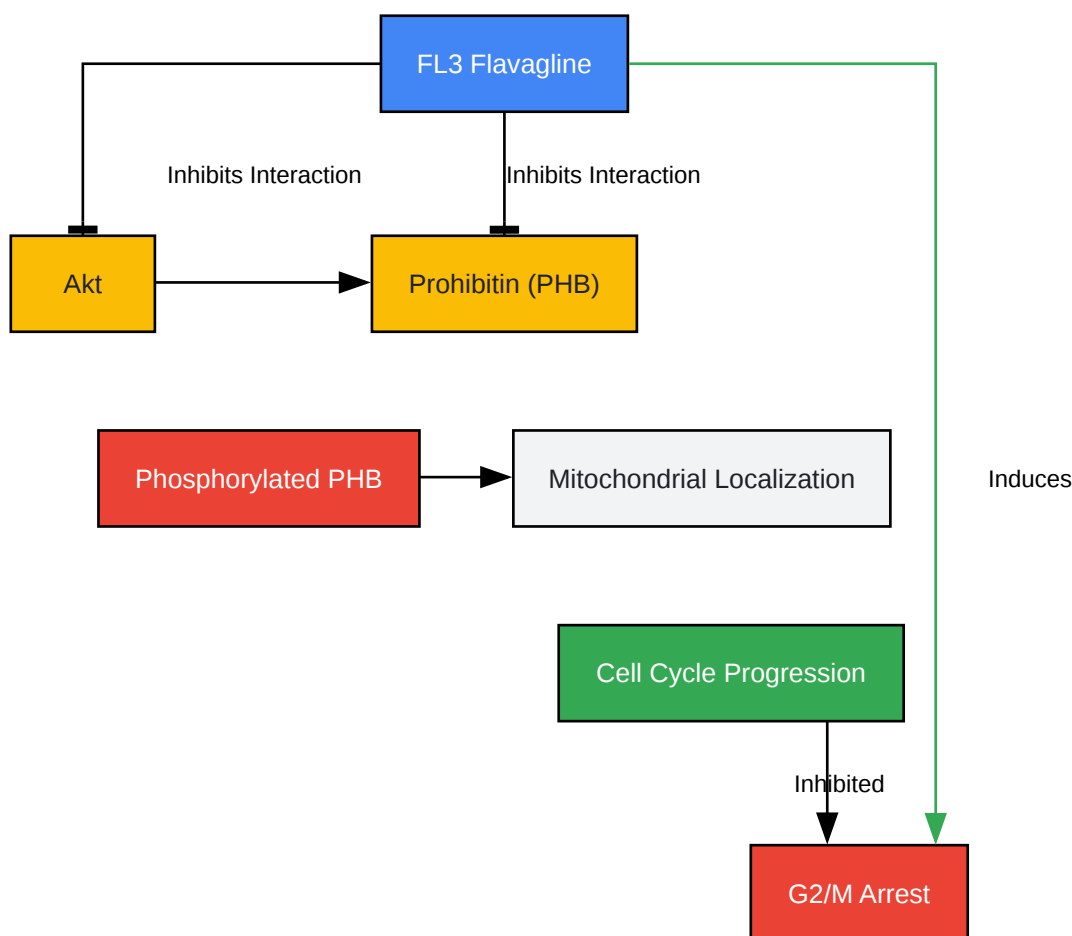 FL3 Flavagline
Inhibits Interaction
Inhibits Interaction
Akt
Prohibitin (PHB)
Phosphorylated PHB
Mitochondrial Localization
Induces
Cell Cycle Progression
Inhibited
G2/M Arrest